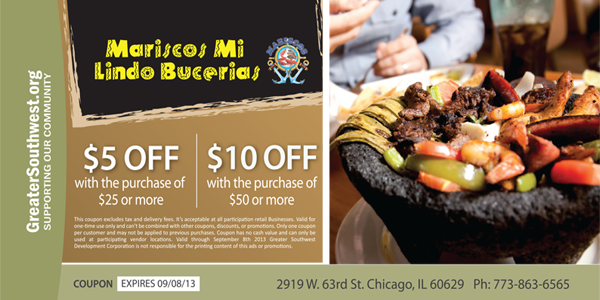 GreaterSouthwest.org
SUPPORTING OUR COMMUNITY
Mariscos Mi
Lindo Bucerias
MARISCOS
$5 OFF
with the purchase of
$25 or more
$10 OFF
with the purchase of
$50 or more
This coupon excludes tax and delivery fees. It's acceptable at all participation retail Businesses. Valid for
one-time use only and can't be combined with other coupons, discounts, or promotions. Only one coupon
per customer and may not be applied to previous purchases. Coupon has no cash value and can only be
used at participating vendor locations. Valid through September 8th 2013 Greater Southwest
Development Corporation is not responsible for the printing content of this ads or promotions.
COUPON EXPIRES 09/08/13
2919 W. 63rd St. Chicago, IL 60629 Ph: 773-863-6565